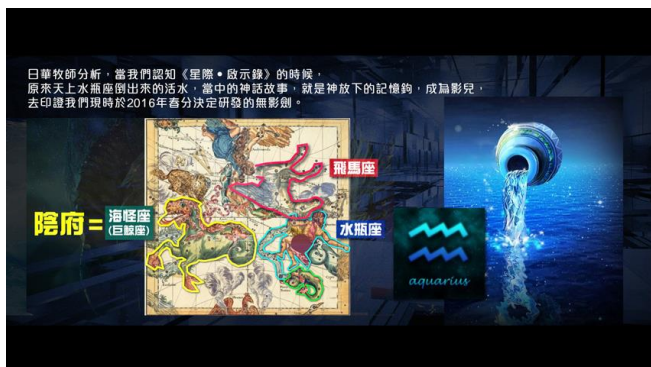 日華牧師分析，當我們認知《星際•啟示錄》的時候，
原來天上水瓶座倒出來的活水，當中的神話故事，就是神放下的記憶鉤，成為影兒，
去印證我們現時於2016年春分決定研發的無影劍。
飛馬座
陰府=
海怪座
(巨鯨座)
水瓶座
aquarius